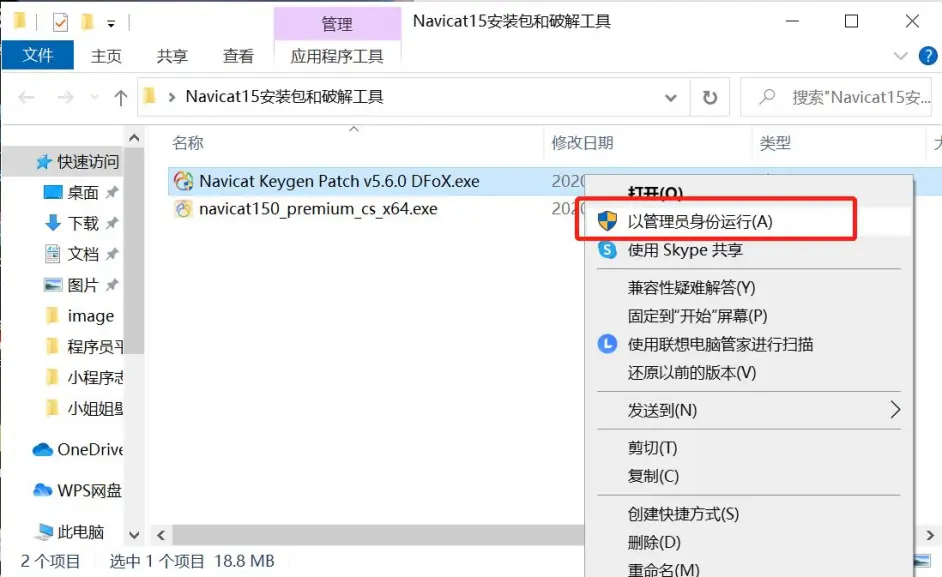 管理
Navicat15安装包和破解工具
文件
主页
共享
查看
应用程序工具
Navicat15安装包和破解工具
搜索"Navicat15安...
名称
修改日期
类型
快速访问
桌面
下载
文档
图片
image
程序员平
小程序志
小姐姐壁
OneDrive
WPS网盘
此电脑
Navicat Keygen Patch v5.6.0 DFoX.exe
2020
navicat150_premium_cs_x64.exe
2020
打开(O)
以管理员身份运行(A)
使用 Skype 共享
兼容性疑难解答(Y)
固定到“开始”屏幕(P)
使用联想电脑管家进行扫描
还原以前的版本(V)
发送到(N)
剪切(T)
复制(C)
创建快捷方式(S)
删除(D)
重命名(M)
2 个项目
选中 1 个项目 18.8 MB